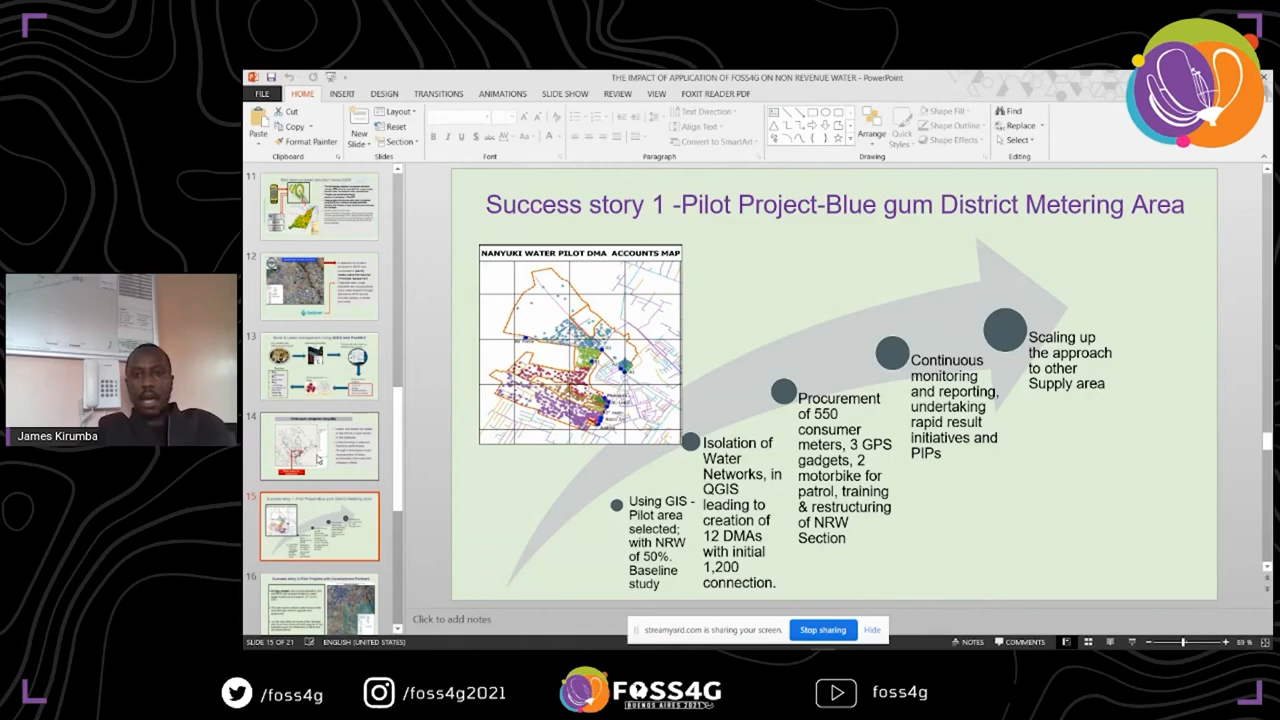 THE IMPACT OF APPLICATION OF FOSS4G ON NON REVENUE WATER - PowerPoint
FILE
HOME
INSERT
DESIGN
TRANSITIONS
ANIMATIONS
SLIDE SHOW
REVIEW
VIEW
FOXIT READER PDF
Paste
Cut
Copy
Format Painter
Clipboard
New
Slide
Layout
Reset
Section
Slides
Font
Text Direction
Align Text
Convert to SmartArt
Paragraph
Arrange
Quick
Styles
Shape Fill
Shape Outline
Shape Effects
Drawing
Find
Replace
Select
Editing
11
12
13
14
15
16
Success story 1 -Pilot Project-Blue gum District Metering Area
NANYUKI WATER PILOT DMA ACCOUNTS MAP
Using GIS -
Pilot area
selected;
with NRW
of 50%.
Baseline
study
Isolation of
Water
Networks, in
QGIS
leading to
creation of
12 DMAs
with initial
1,200
connection.
Procurement
of 550
consumer
meters, 3 GPS
gadgets, 2
motorbike for
patrol, training
& restructuring
of NRW
Section
Continuous
monitoring
and reporting,
undertaking
rapid result
initiatives and
PIPs
Scaling up
the approach
to other
Supply area
Click to add notes
streamyard.com is sharing your screen.
Stop sharing
Hide
SLIDE 15 OF 21
ENGLISH (UNITED STATES)
NOTES
COMMENTS
89 %
James Kirumba
/foss4g
/foss4g2021
FOSS4G
BUENOS AIRES 2021
foss4g